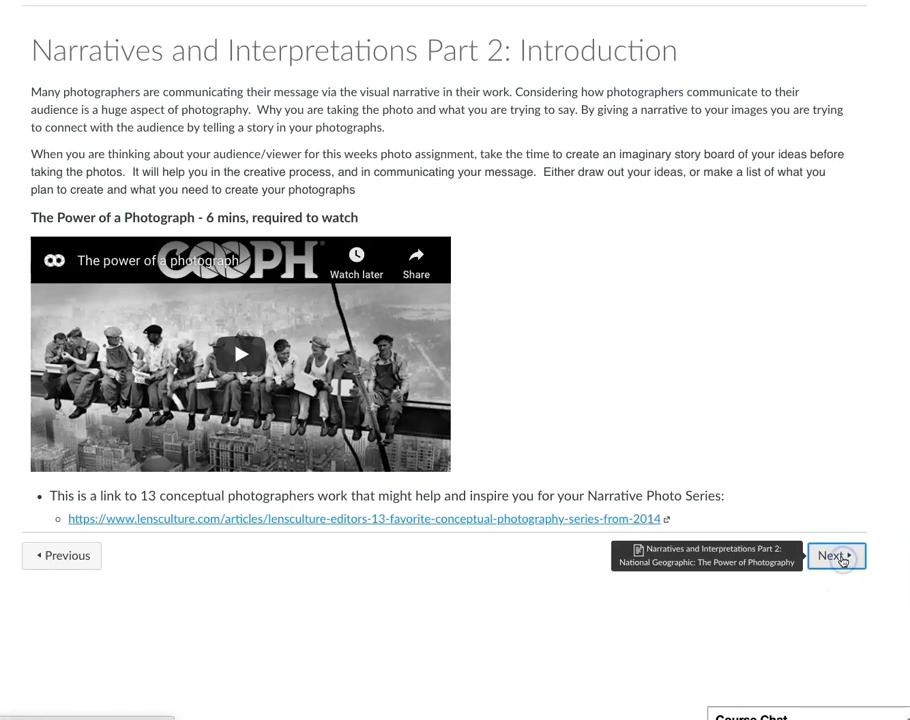 Narratives and Interpretations Part 2: Introduction
Many photographers are communicating their message via the visual narrative in their work. Considering how photographers communicate to their
audience is a huge aspect of photography.  Why you are taking the photo and what you are trying to say. By giving a narrative to your images you are trying
to connect with the audience by telling a story in your photographs.
When you are thinking about your audience/viewer for this weeks photo assignment, take the time to create an imaginary story board of your ideas before
taking the photos.  It will help you in the creative process, and in communicating your message.  Either draw out your ideas, or make a list of what you
plan to create and what you need to create your photographs
The Power of a Photograph - 6 mins, required to watch
COOPH
The power of a photograph
Watch later
Share
• This is a link to 13 conceptual photographers work that might help and inspire you for your Narrative Photo Series:
https://www.lensculture.com/articles/lensculture-editors-13-favorite-conceptual-photography-series-from-2014
Previous
Narratives and Interpretations Part 2:
National Geographic: The Power of Photography
Next
Course Chat